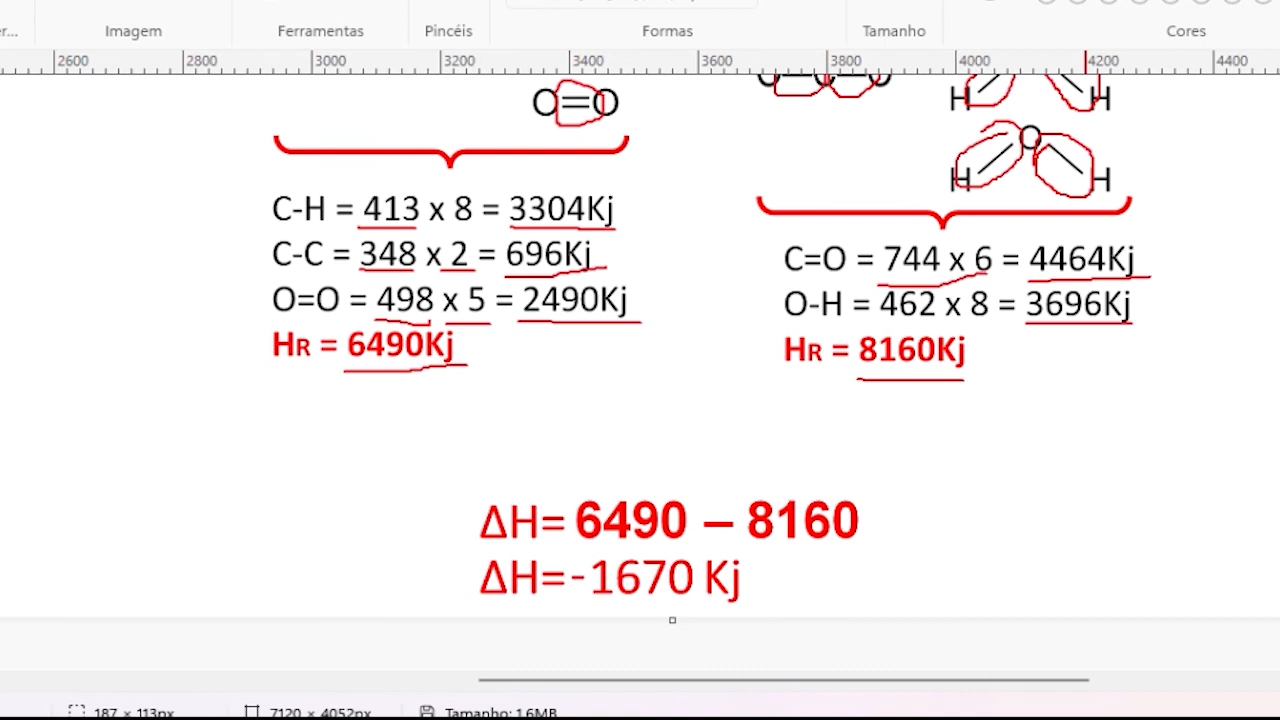 er... Imagem Ferramentas Pincéis Formas Tamanho Cores
2600 2800 3000 3200 3400 3600 3800 4000 4200 4400
O=O
H H
O
H H
C-H = 413 x 8 = 3304Kj
C-C = 348 x 2 = 696Kj
O=O = 498 x 5 = 2490Kj
HR = 6490Kj
C=O = 744 x 6 = 4464Kj
O-H = 462 x 8 = 3696Kj
HR = 8160Kj
ΔH= 6490 – 8160
ΔH=-1670 Kj
187 × 113px 7120 × 4052px Tamanho: 1.6MB